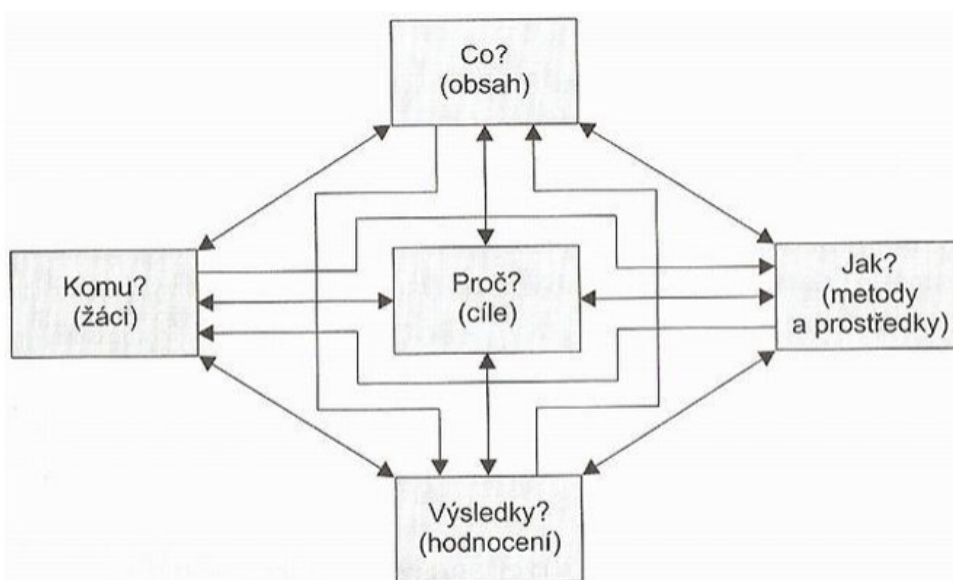 Co?
(obsah)
Komu?
(žáci)
Proč?
(cíle)
Jak?
(metody
a prostředky)
Výsledky?
(hodnocení)